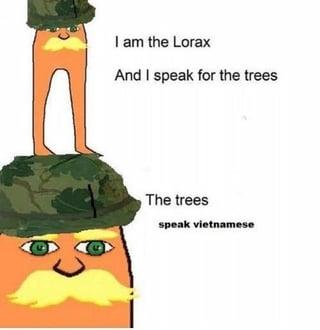 I am the Lorax
And I speak for the trees
The trees
speak vietnamese